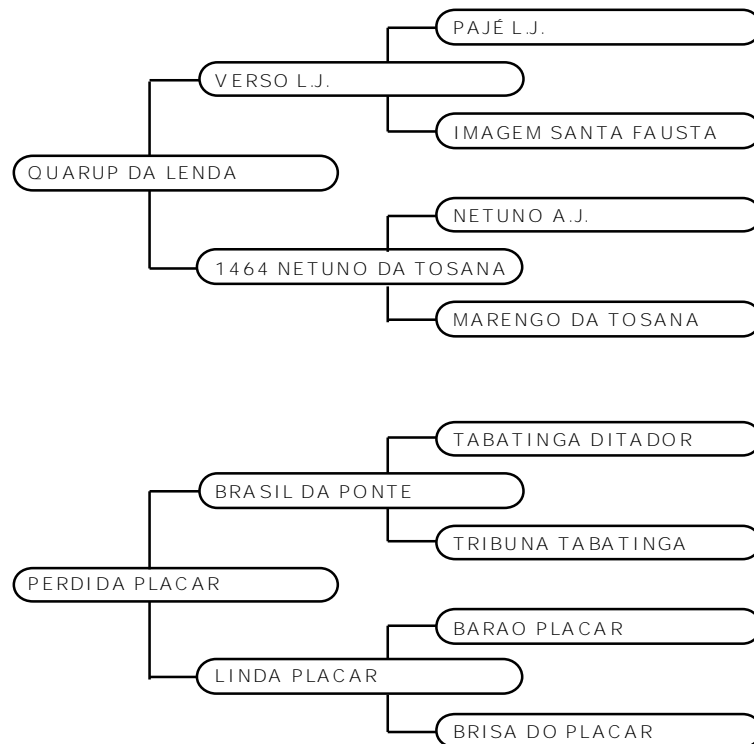 PAJÉ L.J.
VERSO L.J.
IMAGEM SANTA FAUSTA
QUARUP DA LENDA
NETUNO A.J.
1464 NETUNO DA TOSANA
MARENGO DA TOSANA
TABATINGA DITADOR
BRASIL DA PONTE
TRIBUNA TABATINGA
PERDIDA PLACAR
BARAO PLACAR
LINDA PLACAR
BRISA DO PLACAR